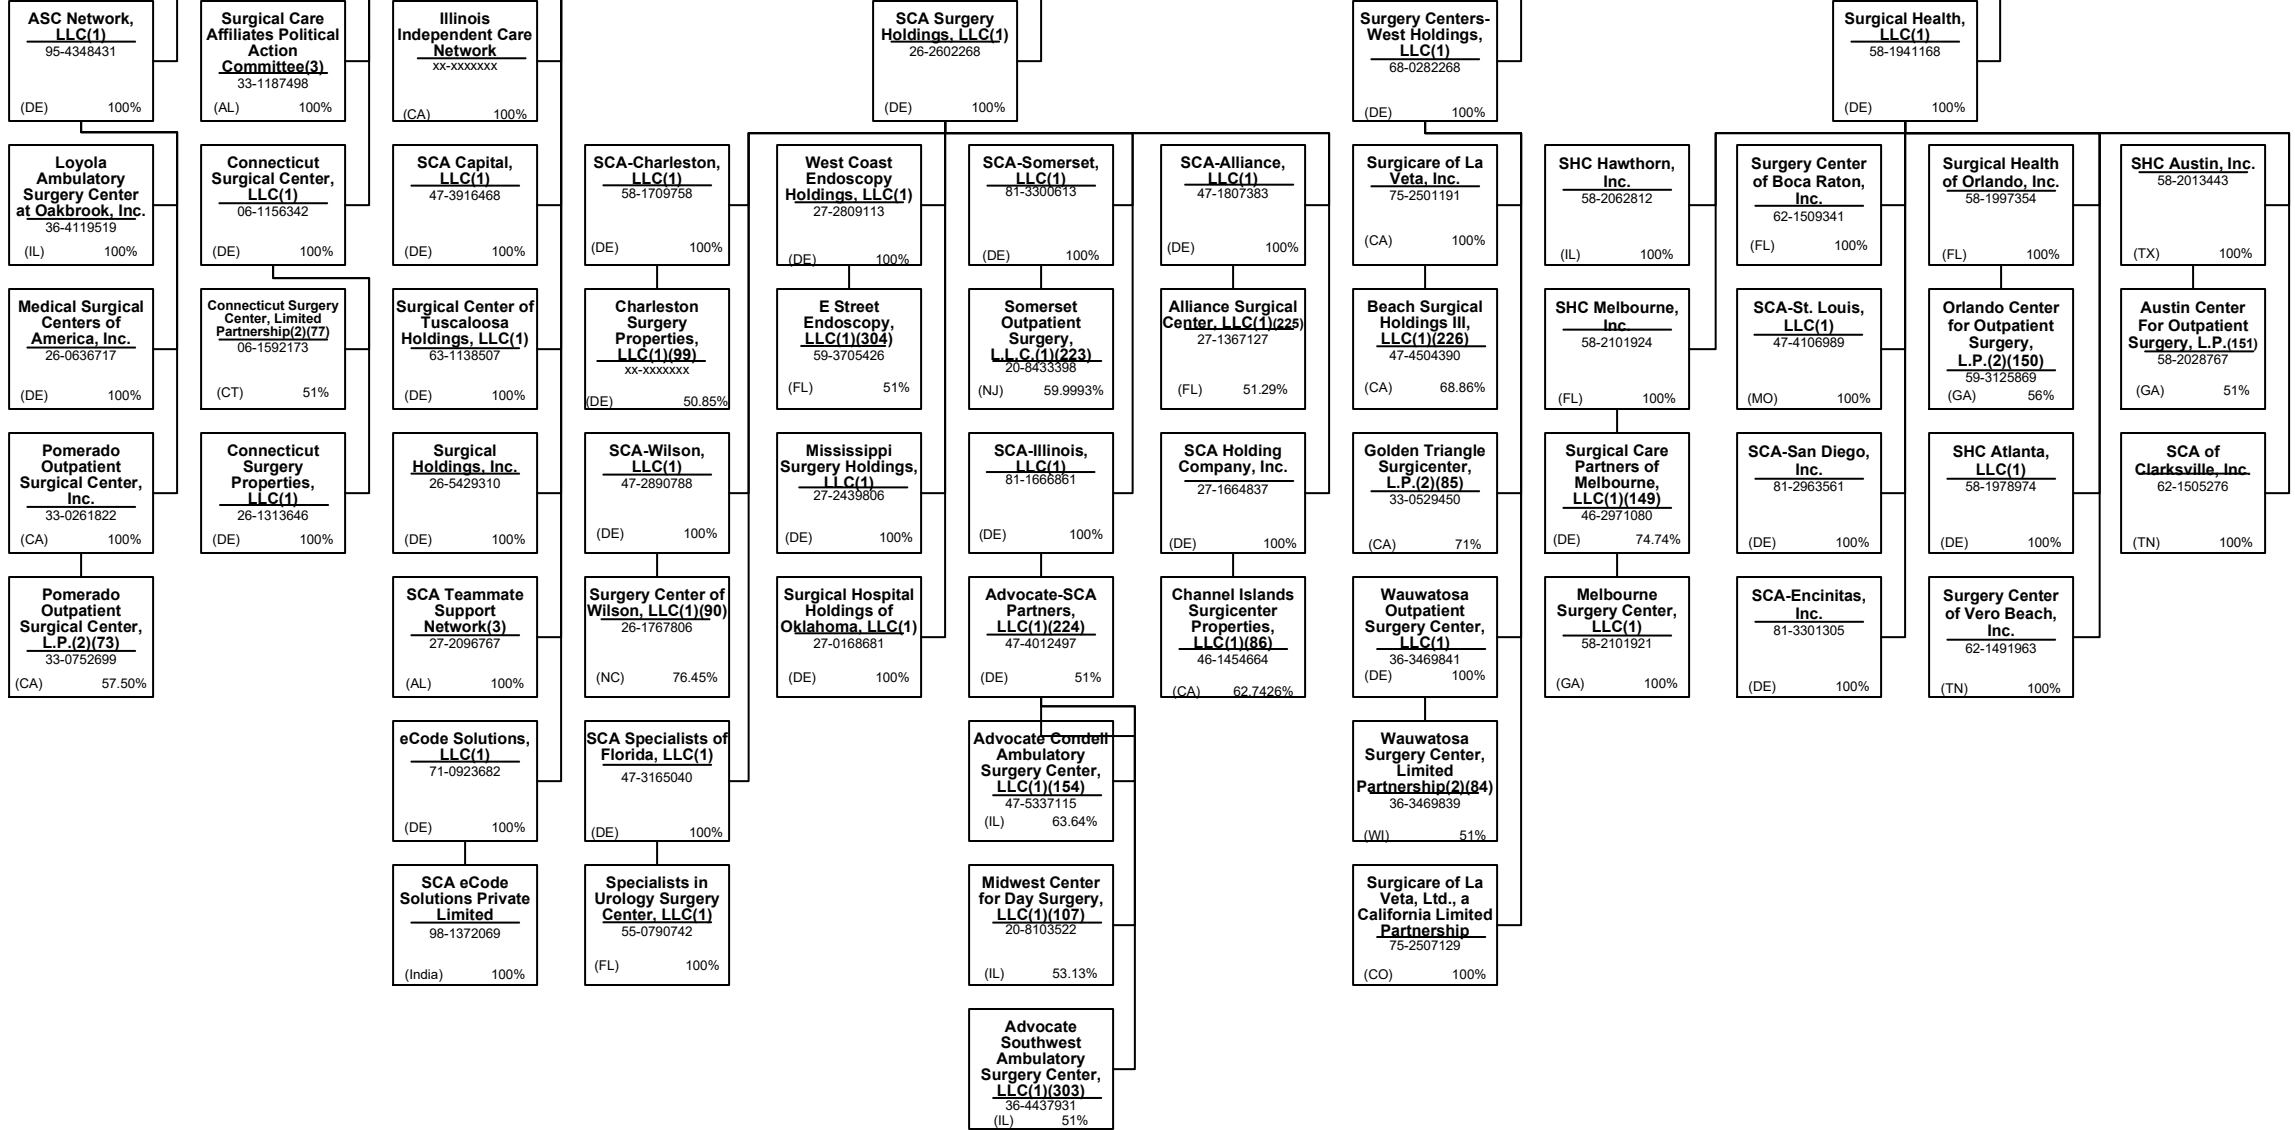 ASC Network,
LLC(1)
95-4348431
(DE) 100%
Surgical Care
Affiliates Political
Action
Committee(3)
33-1187498
(AL) 100%
Illinois
Independent Care
Network
xx-xxxxxxx
(CA) 100%
SCA Surgery
Holdings, LLC(1)
26-2602268
(DE) 100%
Surgery Centers-
West Holdings,
LLC(1)
68-0282268
(DE) 100%
Surgical Health,
LLC(1)
58-1941168
(DE) 100%
Loyola
Ambulatory
Surgery Center
at Oakbrook, Inc.
36-4119519
(IL) 100%
Connecticut
Surgical Center,
LLC(1)
06-1156342
(DE) 100%
SCA Capital,
LLC(1)
47-3916468
(DE) 100%
SCA-Charleston,
LLC(1)
58-1709758
(DE) 100%
West Coast
Endoscopy
Holdings, LLC(1)
27-2809113
(DE) 100%
SCA-Somerset,
LLC(1)
81-3300613
(DE) 100%
SCA-Alliance,
LLC(1)
47-1807383
(DE) 100%
Surgicare of La
Veta, Inc.
75-2501191
(CA) 100%
SHC Hawthorn,
Inc.
58-2062812
(IL) 100%
Surgery Center
of Boca Raton,
Inc.
62-1509341
(FL) 100%
Surgical Health
of Orlando, Inc.
58-1997354
(FL) 100%
SHC Austin, Inc.
58-2013443
(TX) 100%
Medical Surgical
Centers of
America, Inc.
26-0636717
(DE) 100%
Connecticut Surgery
Center, Limited
Partnership(2)(77)
06-1592173
(CT) 51%
Surgical Center of
Tuscaloosa
Holdings, LLC(1)
63-1138507
(DE) 100%
Charleston
Surgery
Properties,
LLC(1)(99)
xx-xxxxxxx
(DE) 50.85%
E Street
Endoscopy,
LLC(1)(304)
59-3705426
(FL) 51%
Somerset
Outpatient
Surgery,
L.L.C.(1)(223)
20-8433398
(NJ) 59.9993%
Alliance Surgical
Center, LLC(1)(225)
27-1367127
(FL) 51.29%
Beach Surgical
Holdings III,
LLC(1)(226)
47-4504390
(CA) 68.86%
SHC Melbourne,
Inc.
58-2101924
(FL) 100%
SCA-St. Louis,
LLC(1)
47-4106989
(MO) 100%
Orlando Center
for Outpatient
Surgery,
L.P.(2)(150)
59-3125869
(GA) 56%
Austin Center
For Outpatient
Surgery, L.P.(151)
58-2028767
(GA) 51%
Pomerado
Outpatient
Surgical Center,
Inc.
33-0261822
(CA) 100%
Connecticut
Surgery
Properties,
LLC(1)
26-1313646
(DE) 100%
Surgical
Holdings, Inc.
26-5429310
(DE) 100%
SCA-Wilson,
LLC(1)
47-2890788
(DE) 100%
Mississippi
Surgery Holdings,
LLC(1)
27-2439806
(DE) 100%
SCA-Illinois,
LLC(1)
81-1666861
(DE) 100%
SCA Holding
Company, Inc.
27-1664837
(DE) 100%
Golden Triangle
Surgicenter,
L.P.(2)(85)
33-0529450
(CA) 71%
Surgical Care
Partners of
Melbourne,
LLC(1)(149)
46-2971080
(DE) 74.74%
SCA-San Diego,
Inc.
81-2963561
(DE) 100%
SHC Atlanta,
LLC(1)
58-1978974
(DE) 100%
SCA of
Clarksville, Inc.
62-1505276
(TN) 100%
Pomerado
Outpatient
Surgical Center,
L.P.(2)(73)
33-0752699
(CA) 57.50%
SCA Teammate
Support
Network(3)
27-2096767
(AL) 100%
Surgery Center of
Wilson, LLC(1)(90)
26-1767806
(NC) 76.45%
Surgical Hospital
Holdings of
Oklahoma, LLC(1)
27-0168681
(DE) 100%
Advocate-SCA
Partners,
LLC(1)(224)
47-4012497
(DE) 51%
Channel Islands
Surgicenter
Properties,
LLC(1)(86)
46-1454664
(CA) 62.7426%
Wauwatosa
Outpatient
Surgery Center,
LLC(1)
36-3469841
(DE) 100%
Melbourne
Surgery Center,
LLC(1)
58-2101921
(GA) 100%
SCA-Encinitas,
Inc.
81-3301305
(DE) 100%
Surgery Center
of Vero Beach,
Inc.
62-1491963
(TN) 100%
eCode Solutions,
LLC(1)
71-0923682
(DE) 100%
SCA Specialists of
Florida, LLC(1)
47-3165040
(DE) 100%
Advocate Condell
Ambulatory
Surgery Center,
LLC(1)(154)
47-5337115
(IL) 63.64%
Wauwatosa
Surgery Center,
Limited
Partnership(2)(84)
36-3469839
(WI) 51%
SCA eCode
Solutions Private
Limited
98-1372069
(India) 100%
Specialists in
Urology Surgery
Center, LLC(1)
55-0790742
(FL) 100%
Midwest Center
for Day Surgery,
LLC(1)(107)
20-8103522
(IL) 53.13%
Surgicare of La
Veta, Ltd., a
California Limited
Partnership
75-2507129
(CO) 100%
Advocate
Southwest
Ambulatory
Surgery Center,
LLC(1)(303)
36-4437931
(IL) 51%